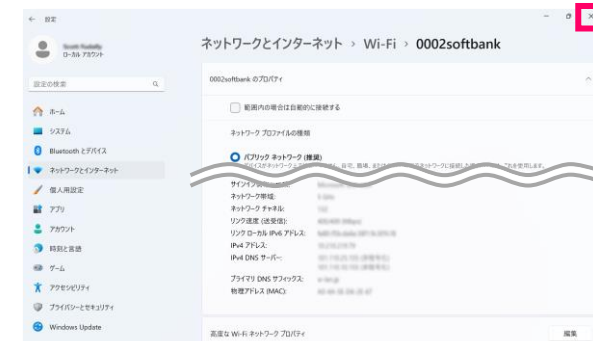 設定
ネットワークとインターネット › Wi-Fi › 0002softbank
ローカル アカウント
設定の検索
0002softbank のプロパティ
ホーム
範囲内の場合は自動的に接続する
システム
ネットワーク プロファイルの種類
Bluetooth とデバイス
パブリック ネットワーク (推奨)
ネットワークとインターネット
個人用設定
ネットワーク帯域:
アプリ
ネットワーク チャネル:
リンク速度 (送受信):
アカウント
リンク ローカル IPv6 アドレス:
IPv4 アドレス:
時刻と言語
IPv4 DNS サーバー:
ゲーム
プライマリ DNS サフィックス:
アクセシビリティ
物理アドレス (MAC):
プライバシーとセキュリティ
Windows Update
高度な Wi-Fi ネットワーク プロパティ
編集